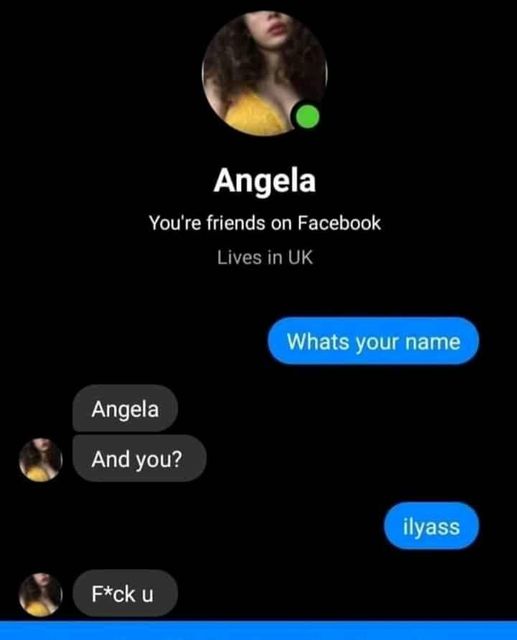 Angela
You're friends on Facebook
Lives in UK
Whats your name
Angela
And you?
ilyass
F*ck u